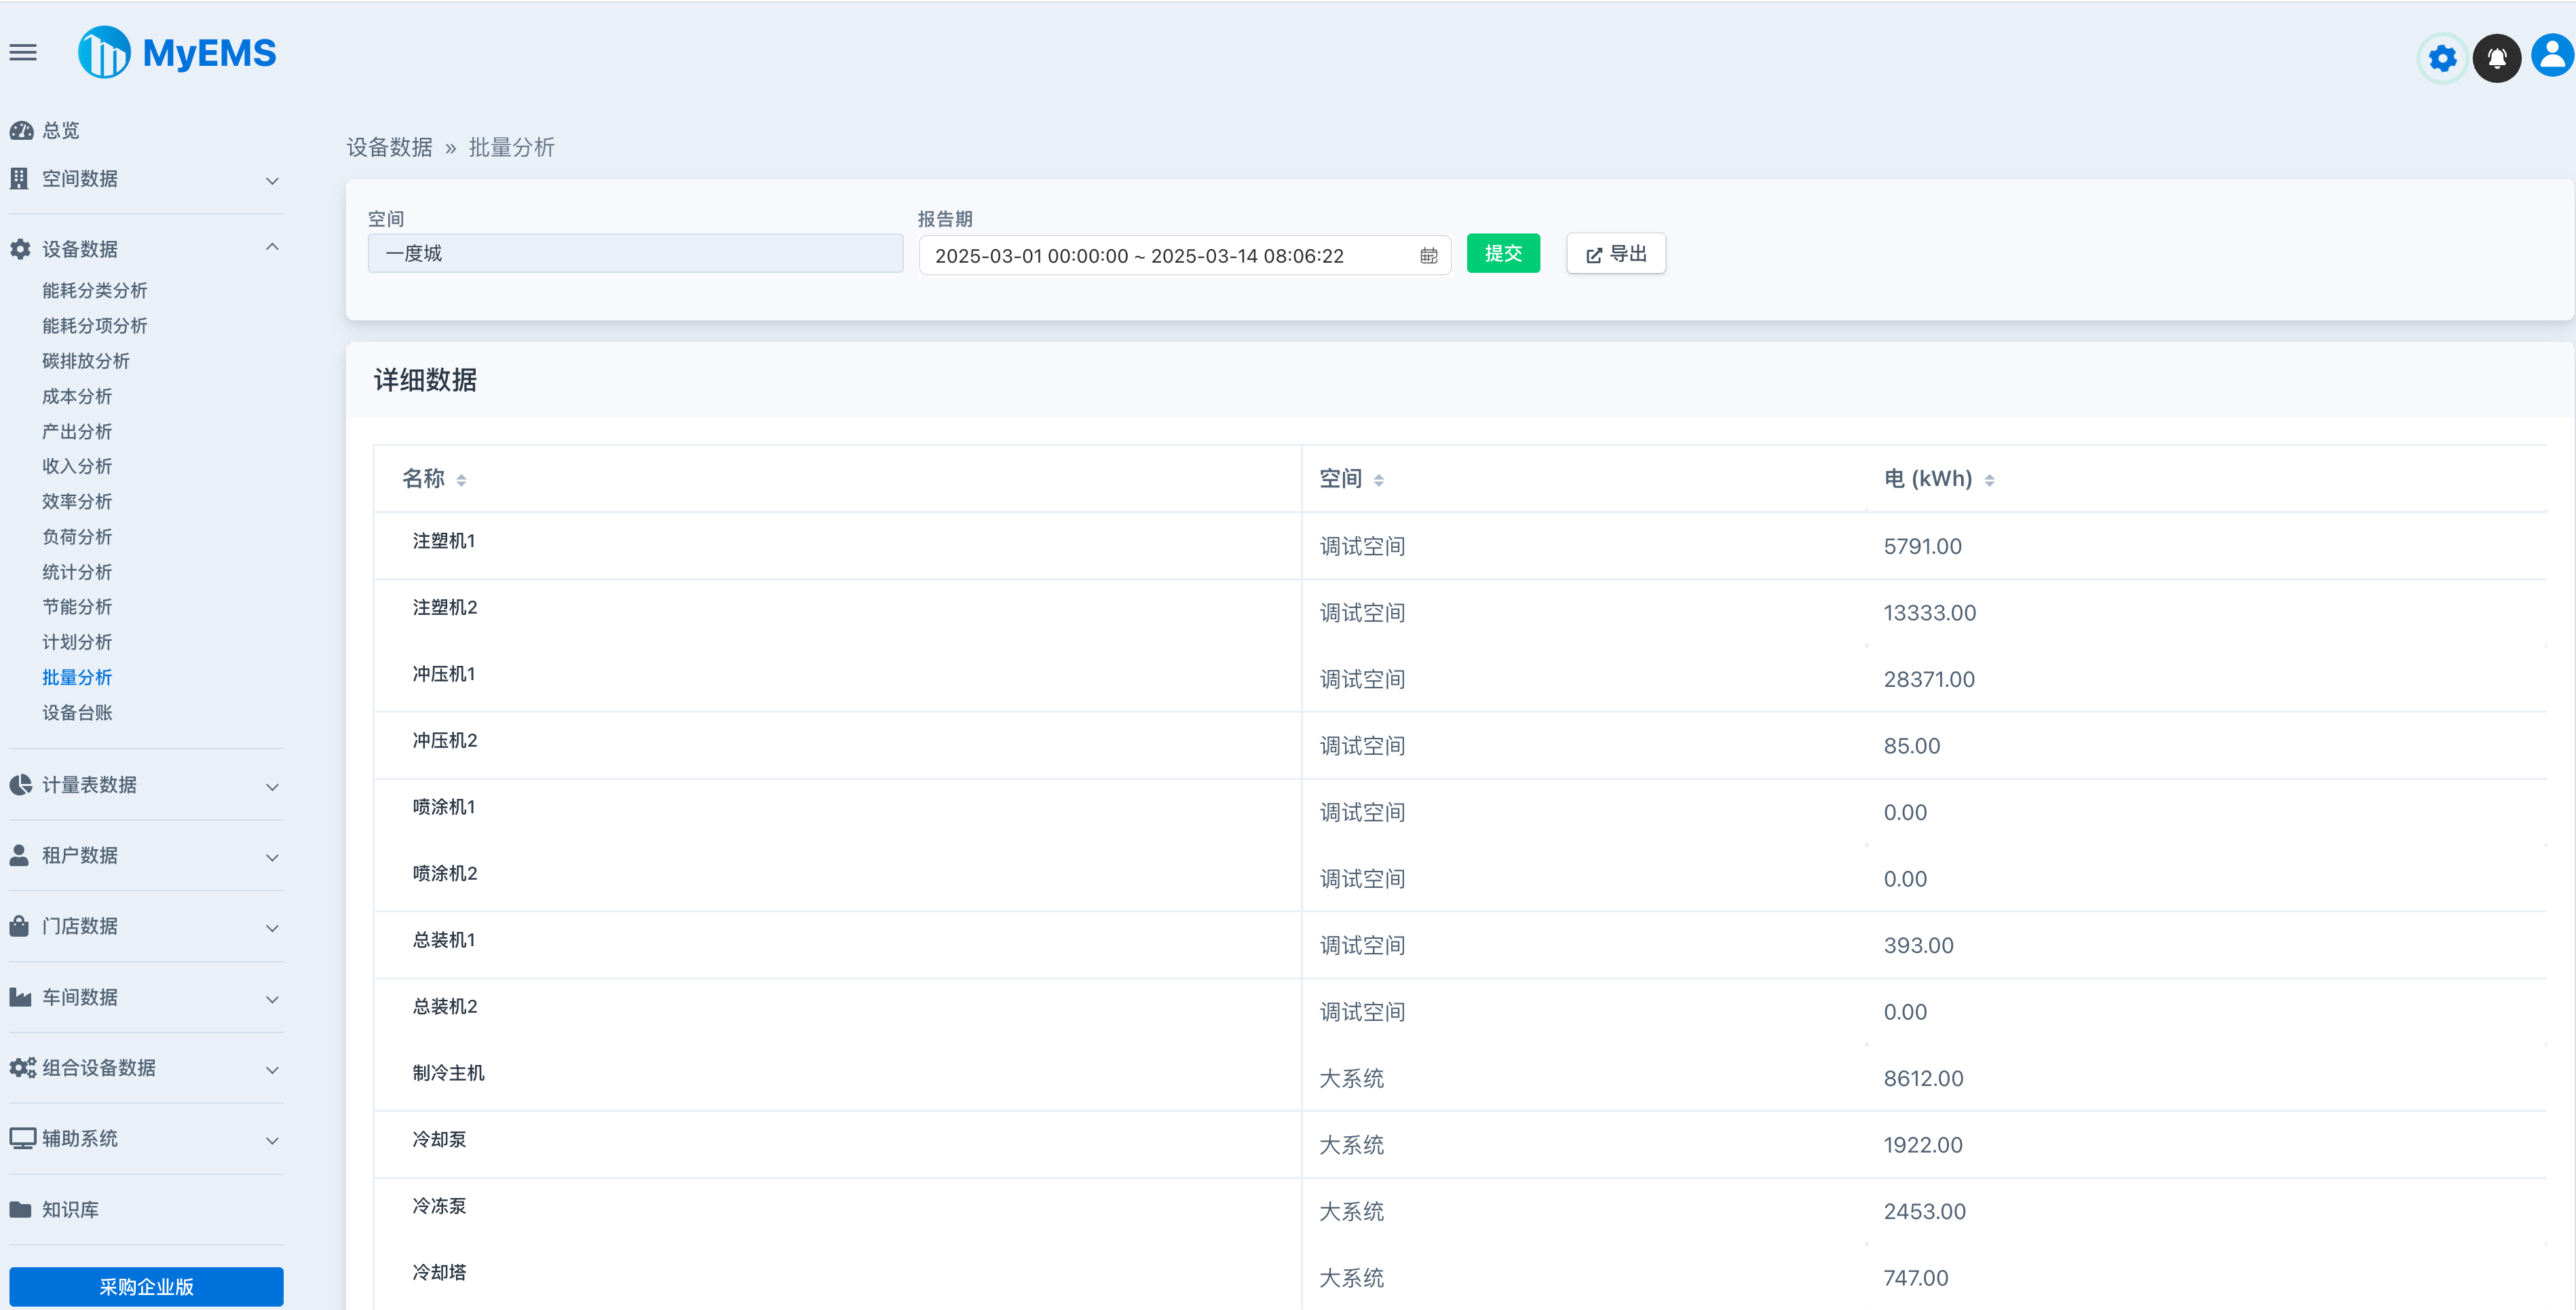 MyEMS
总览
空间数据
设备数据
能耗分类分析
能耗分项分析
碳排放分析
成本分析
产出分析
收入分析
效率分析
负荷分析
统计分析
节能分析
计划分析
批量分析
设备台账
计量表数据
租户数据
门店数据
车间数据
组合设备数据
辅助系统
知识库
采购企业版
设备数据 » 批量分析
空间 报告期
一度城 2025-03-01 00:00:00 ~ 2025-03-14 08:06:22 提交 导出
详细数据
名称 空间 电 (kWh)
注塑机1 调试空间 5791.00
注塑机2 调试空间 13333.00
冲压机1 调试空间 28371.00
冲压机2 调试空间 85.00
喷涂机1 调试空间 0.00
喷涂机2 调试空间 0.00
总装机1 调试空间 393.00
总装机2 调试空间 0.00
制冷主机 大系统 8612.00
冷却泵 大系统 1922.00
冷冻泵 大系统 2453.00
冷却塔 大系统 747.00